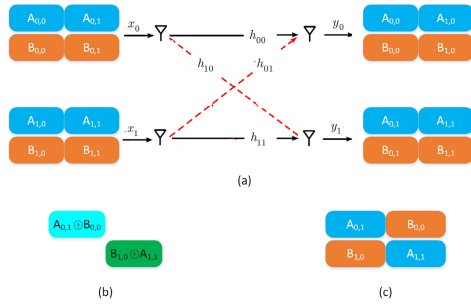 A0,0 A0,1 x0 h00 y0 A0,0 A1,0
B0,0 B0,1 B0,0 B1,0
h10 h01
A1,0 A1,1 x1 h11 y1 A0,1 A1,1
B1,0 B1,1 B0,1 B1,1
(a)
A0,1⊕B0,0 A0,1 B0,0
B1,0⊕A1,1 B1,0 A1,1
(b) (c)